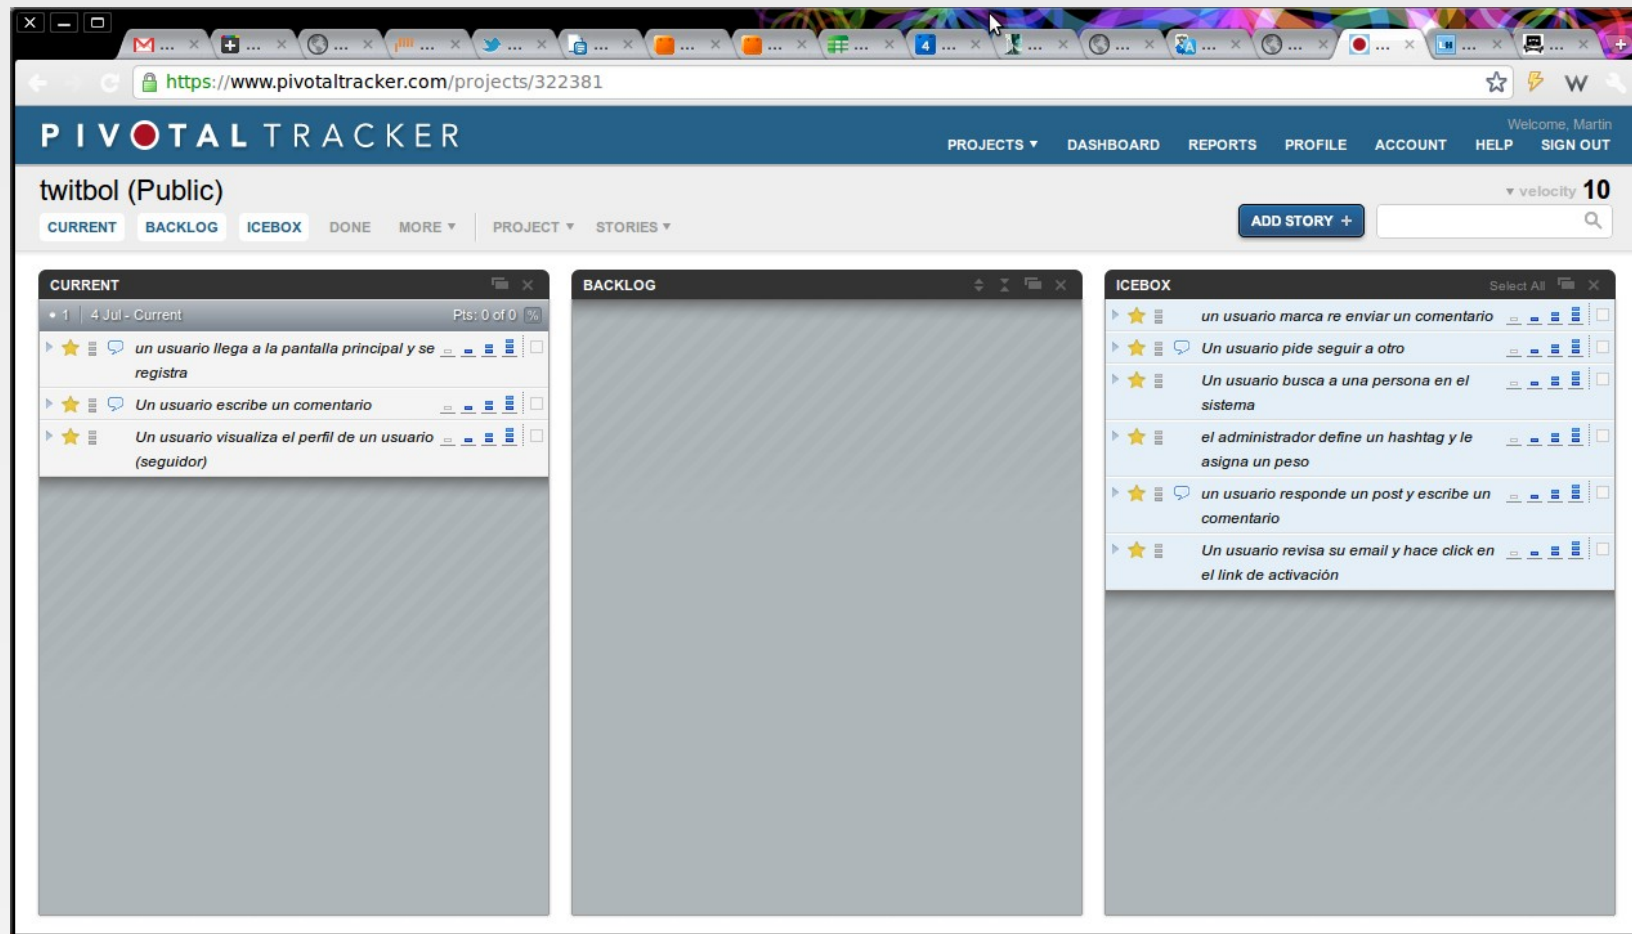 M ... ... ... ... ... ... ... ... ... 4 ... ... ... ... ... ... LH ... ...
https://www.pivotaltracker.com/projects/322381
W
PIVOTALTRACKER
Welcome, Martin
PROJECTS DASHBOARD REPORTS PROFILE ACCOUNT HELP SIGN OUT
twitbol (Public)
velocity 10
CURRENT BACKLOG ICEBOX DONE MORE PROJECT STORIES
ADD STORY +
CURRENT
1 4 Jul - Current Pts: 0 of 0 %
un usuario llega a la pantalla principal y se
registra
Un usuario escribe un comentario
Un usuario visualiza el perfil de un usuario
(seguidor)
BACKLOG
ICEBOX Select All
un usuario marca re enviar un comentario
Un usuario pide seguir a otro
Un usuario busca a una persona en el
sistema
el administrador define un hashtag y le
asigna un peso
un usuario responde un post y escribe un
comentario
Un usuario revisa su email y hace click en
el link de activación